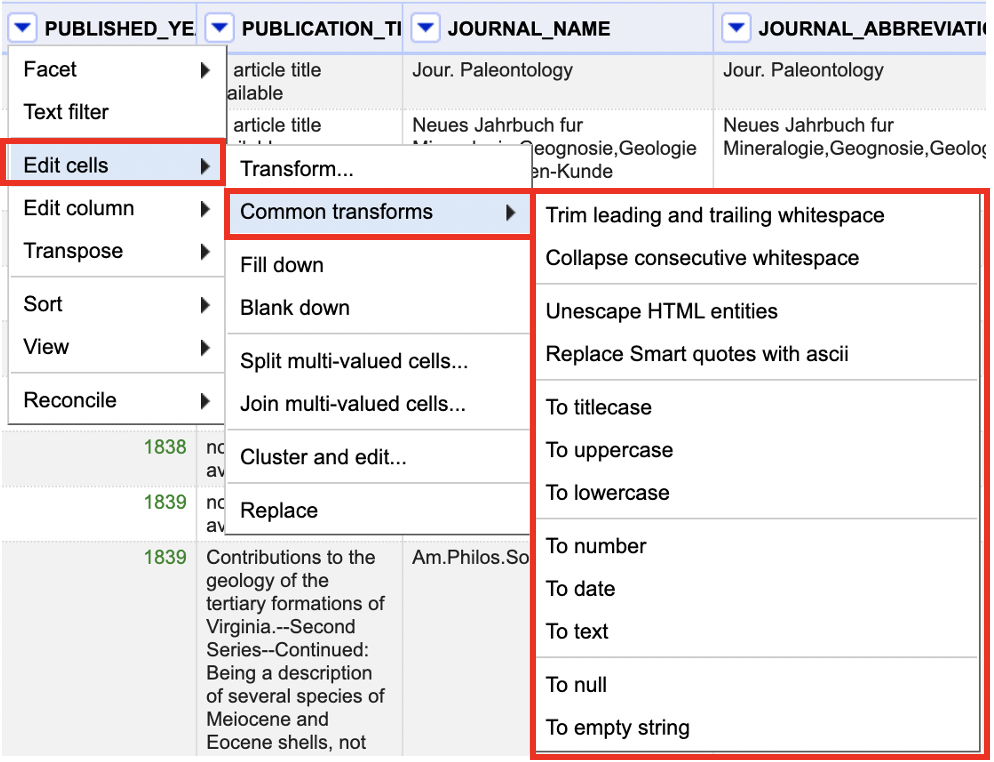 PUBLISHED_YE
PUBLICATION_TI
JOURNAL_NAME
JOURNAL_ABBREVIATI
Facet
Text filter
Edit cells
Edit column
Transpose
Sort
View
Reconcile
article title
ailable
Jour. Paleontology
Jour. Paleontology
article title
Neues Jahrbuch fur
Geognosie,Geologie
en-Kunde
Neues Jahrbuch fur
Mineralogie,Geognosie,Geolog
Transform...
Common transforms
Fill down
Blank down
Split multi-valued cells...
Join multi-valued cells...
Cluster and edit...
Replace
Trim leading and trailing whitespace
Collapse consecutive whitespace
Unescape HTML entities
Replace Smart quotes with ascii
To titlecase
To uppercase
To lowercase
To number
To date
To text
To null
To empty string
1838
no
av
1839
no
av
1839
Contributions to the
geology of the
tertiary formations of
Virginia.--Second
Series--Continued:
Being a description
of several species of
Meiocene and
Eocene shells, not
Am.Philos.So